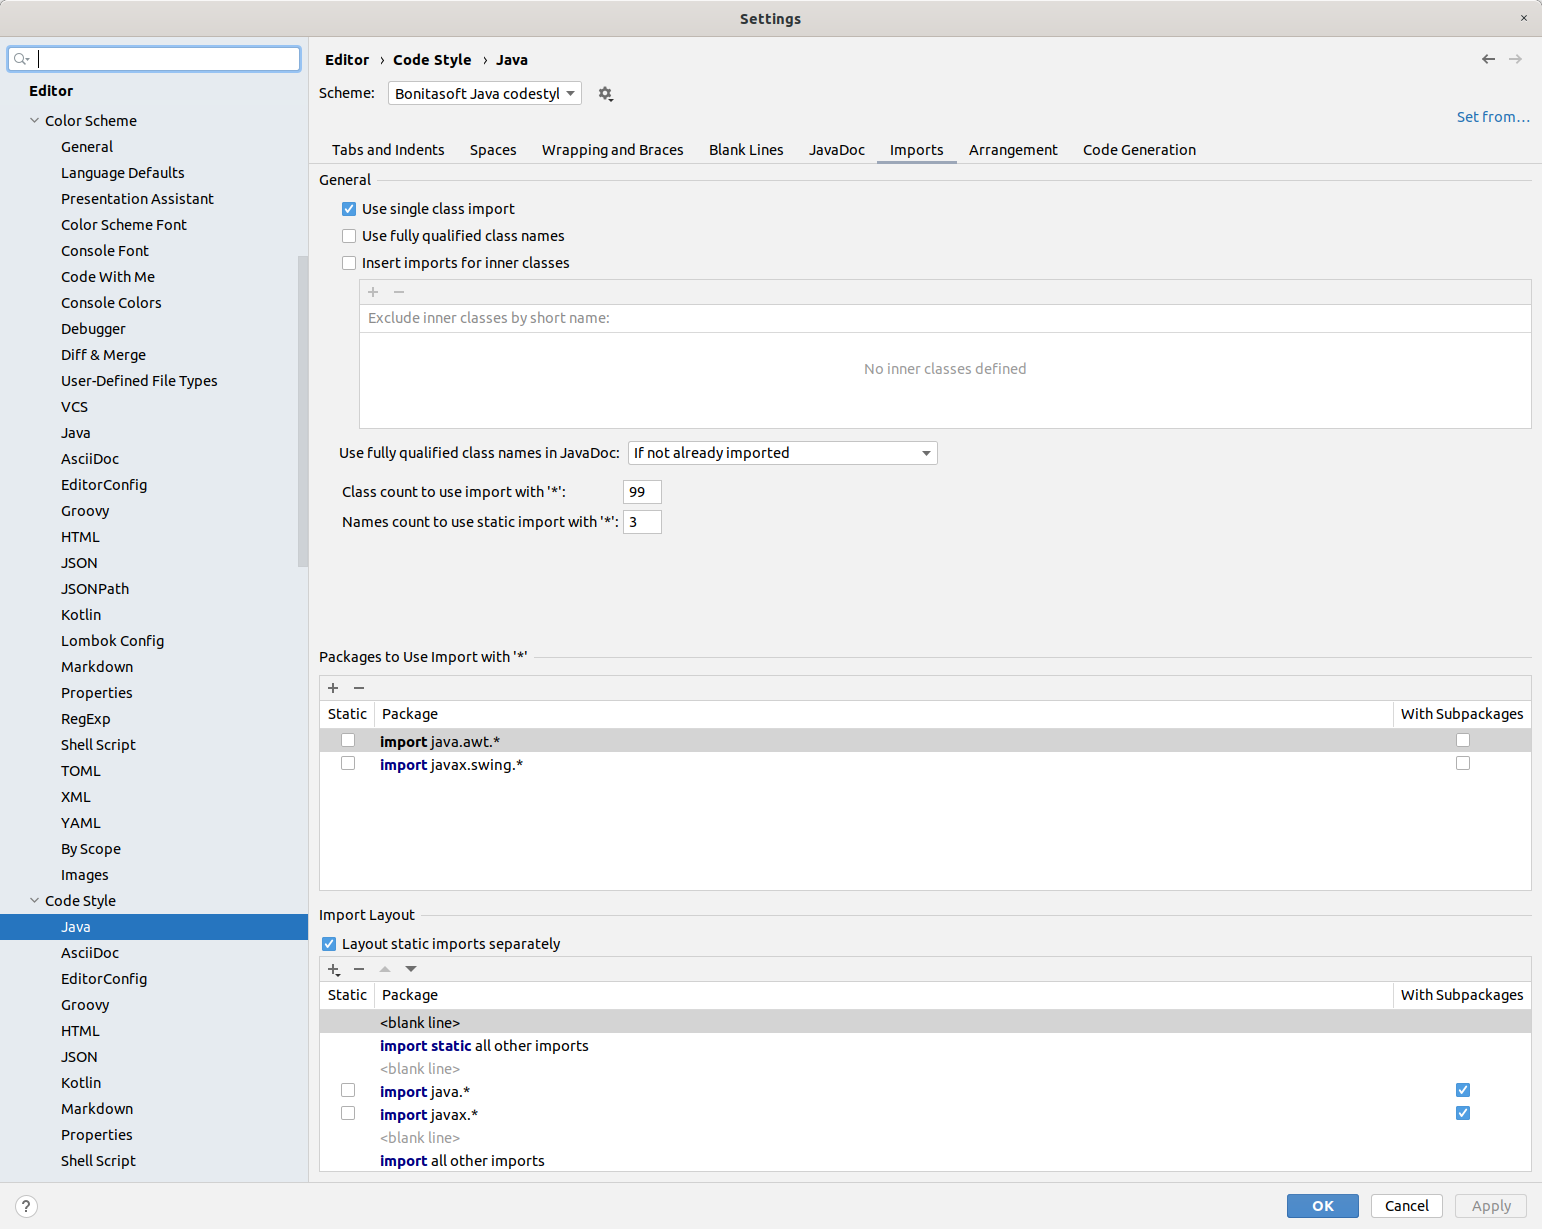 Settings
×
Editor
Color Scheme
General
Language Defaults
Presentation Assistant
Color Scheme Font
Console Font
Code With Me
Console Colors
Debugger
Diff & Merge
User-Defined File Types
VCS
Java
AsciiDoc
EditorConfig
Groovy
HTML
JSON
JSONPath
Kotlin
Lombok Config
Markdown
Properties
RegExp
Shell Script
TOML
XML
YAML
By Scope
Images
Code Style
Java
AsciiDoc
EditorConfig
Groovy
HTML
JSON
Kotlin
Markdown
Properties
Shell Script
Editor › Code Style › Java
Scheme: Bonitasoft Java codestyl
Set from...
Tabs and Indents Spaces Wrapping and Braces Blank Lines JavaDoc Imports Arrangement Code Generation
General
Use single class import
Use fully qualified class names
Insert imports for inner classes
Exclude inner classes by short name:
No inner classes defined
Use fully qualified class names in JavaDoc: If not already imported
Class count to use import with '*': 99
Names count to use static import with '*': 3
Packages to Use Import with '*'
Static Package With Subpackages
import java.awt.*
import javax.swing.*
Import Layout
Layout static imports separately
Static Package With Subpackages
<blank line>
import static all other imports
<blank line>
import java.*
import javax.*
<blank line>
import all other imports
? OK Cancel Apply